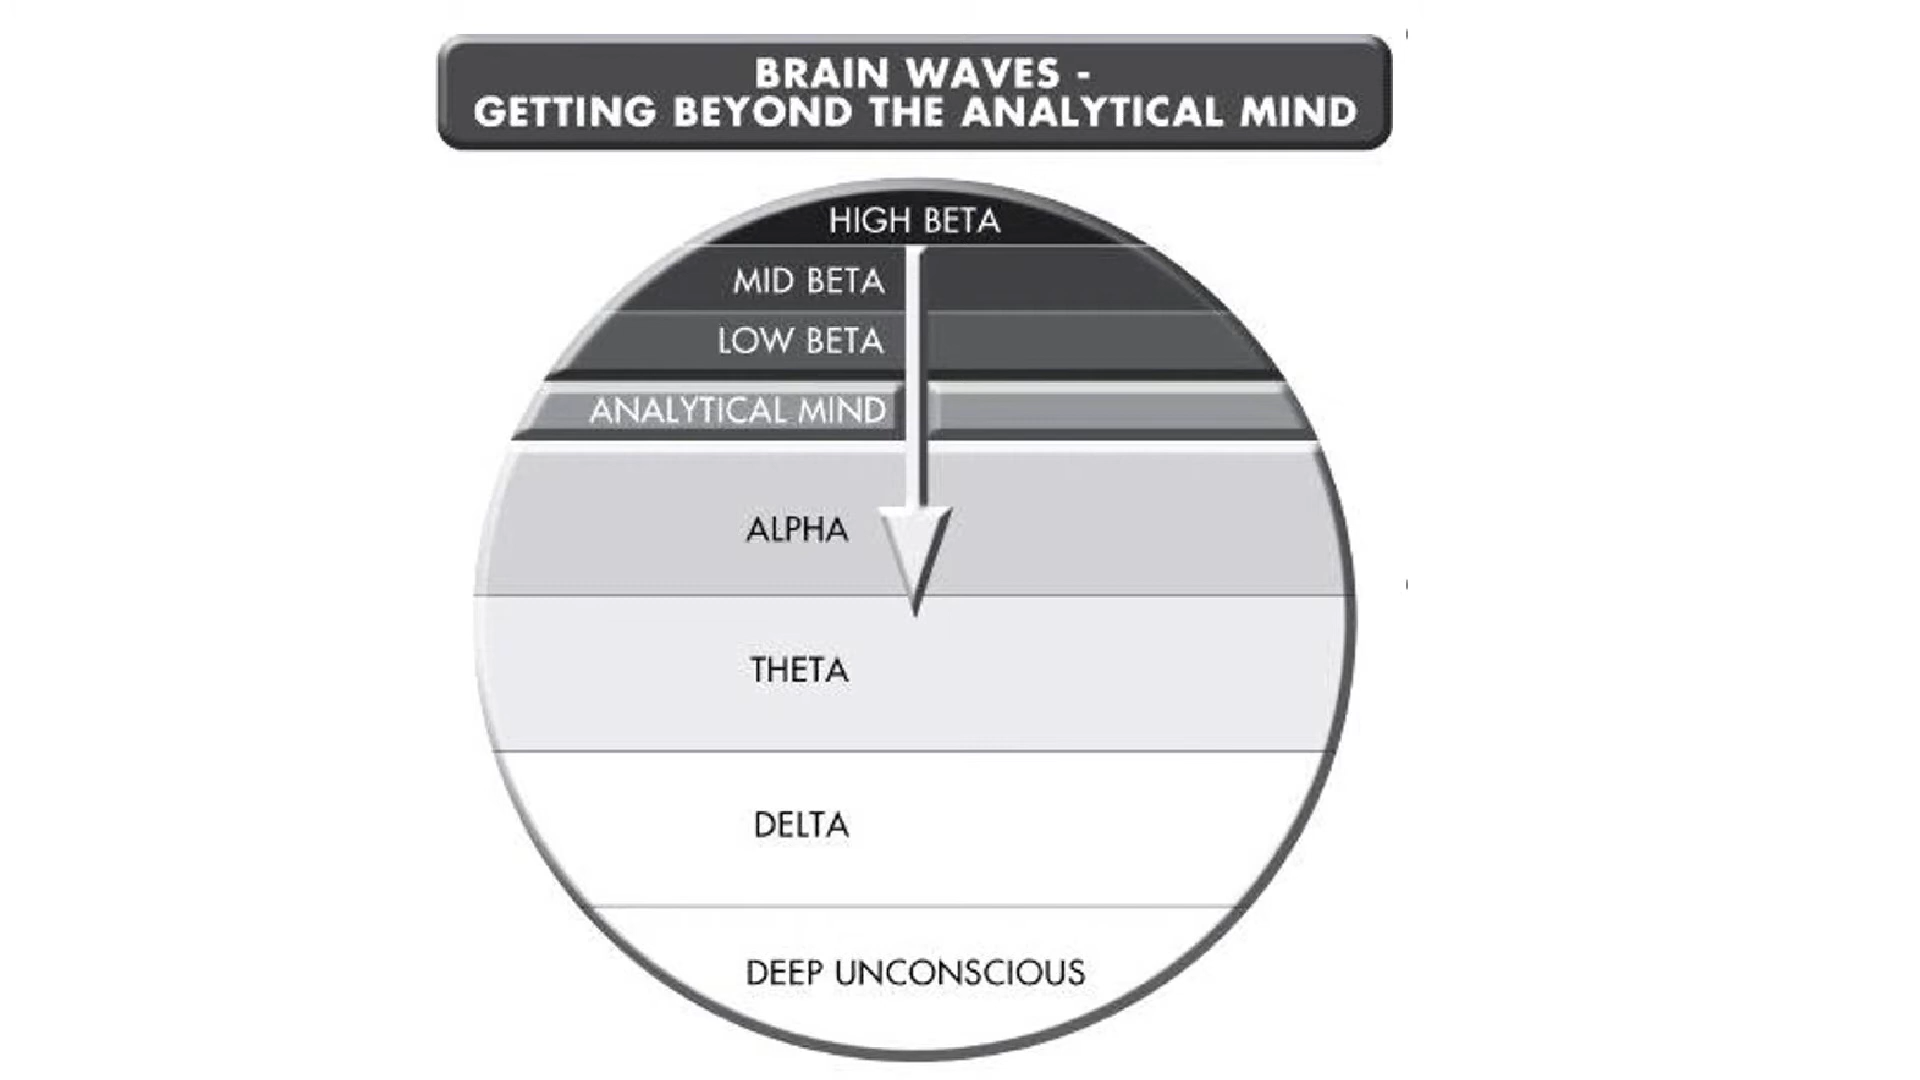 BRAIN WAVES -
GETTING BEYOND THE ANALYTICAL MIND
HIGH BETA
MID BETA
LOW BETA
ANALYTICAL MIND
ALPHA
THETA
DELTA
DEEP UNCONSCIOUS